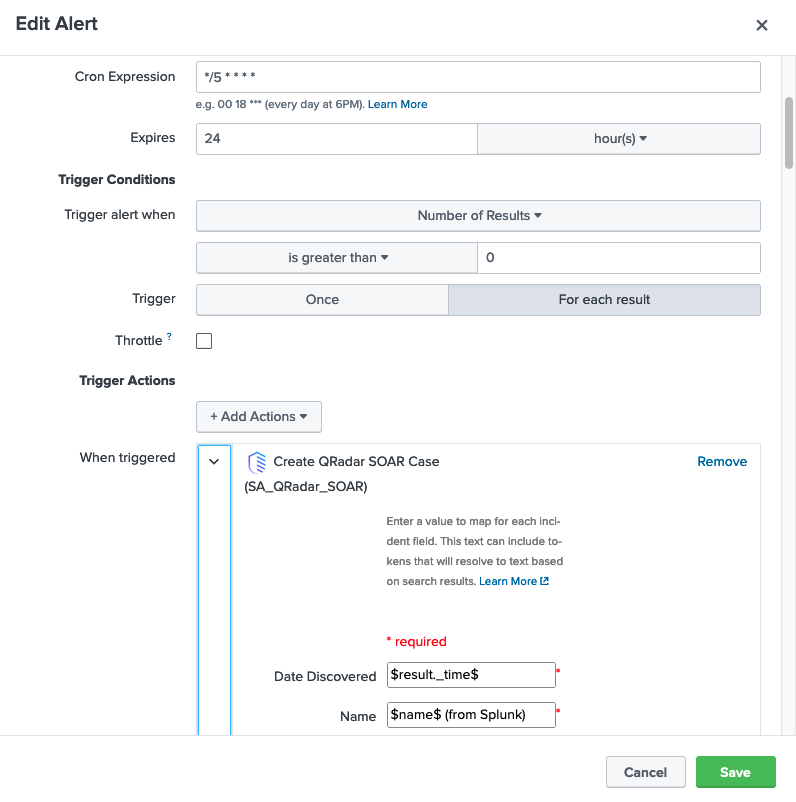 Edit Alert
Cron Expression
*/5 * * * *
e.g. 00 18 *** (every day at 6PM). Learn More
Expires
24
hour(s)
Trigger Conditions
Trigger alert when
Number of Results
is greater than
0
Trigger
Once
For each result
Throttle ?
Trigger Actions
+ Add Actions
When triggered
Create QRadar SOAR Case
Remove
(SA_QRadar_SOAR)
Enter a value to map for each inci-
dent field. This text can include to-
kens that will resolve to text based
on search results. Learn More
* required
Date Discovered
$result._time$
*
Name
$name$ (from Splunk)
*
Cancel
Save